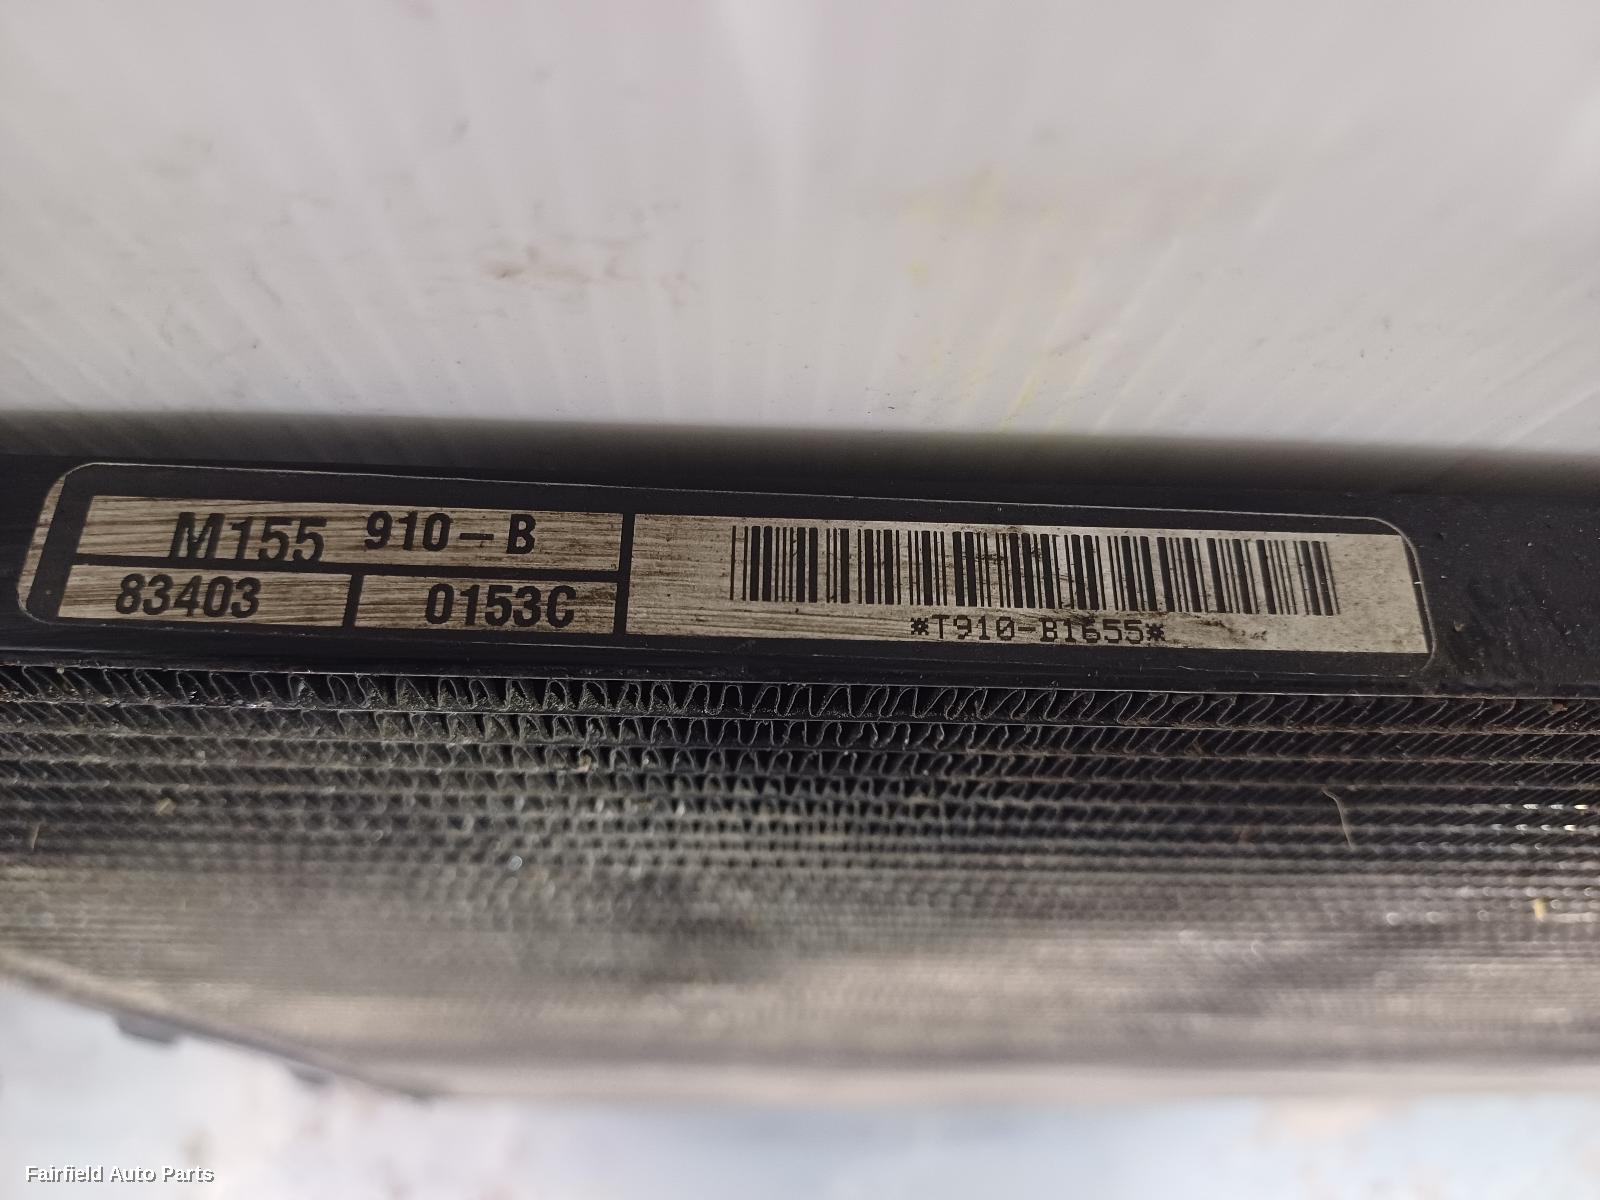 M155 910-B
83403 0153C
*T910-B1655*
Fairfield Auto Parts